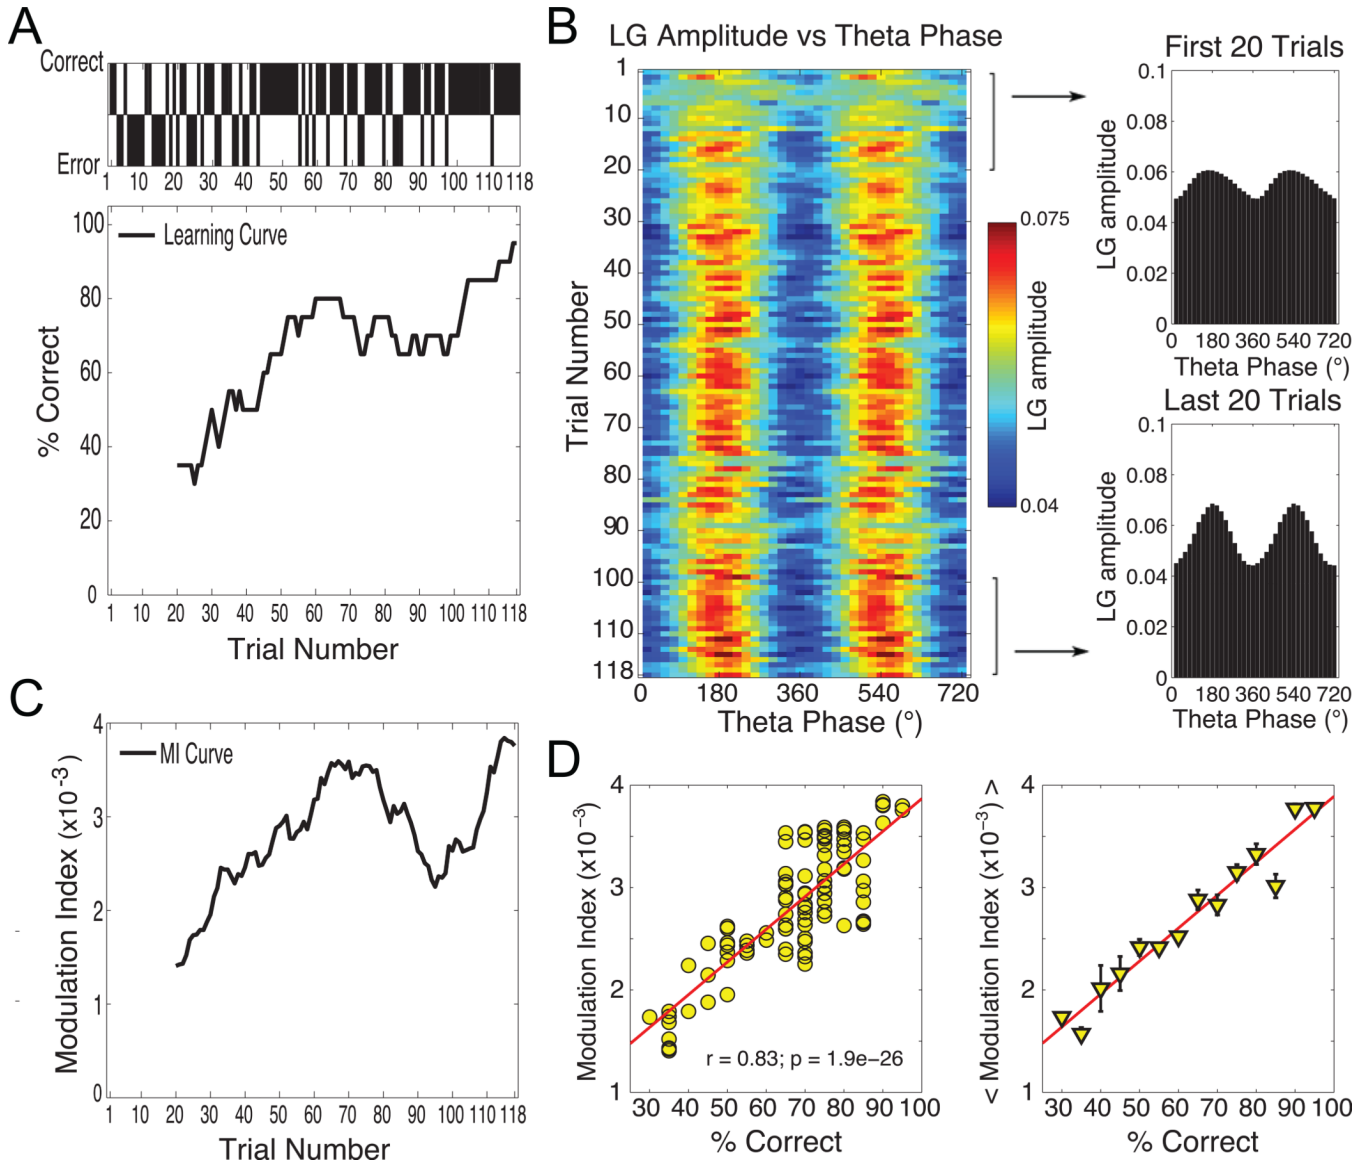 A
Correct
Error
1 10 20 30 40 50 60 70 80 90 100 110 118
100
80
60
40
20
0
% Correct
Learning Curve
1 10 20 30 40 50 60 70 80 90 100 118
Trial Number
B
LG Amplitude vs Theta Phase
1
10
20
30
40
50
60
70
80
90
100
110
118
Trial Number
0 180 360 540 720
Theta Phase (°)
0.075
LG amplitude
0.04
First 20 Trials
0.1
0.08
0.06
0.04
0.02
0
LG amplitude
0 180 360 540 720
Theta Phase (°)
Last 20 Trials
0.1
0.08
0.06
0.04
0.02
0
LG amplitude
0 180 360 540 720
Theta Phase (°)
C
4
3
2
1
0
Modulation Index (x10-3)
MI Curve
1 10 20 30 40 50 60 70 80 90 100 118
Trial Number
D
4
3
2
1
Modulation Index (x10−3)
r = 0.83; p = 1.9e−26
30 40 50 60 70 80 90 100
% Correct
4
3
2
1
< Modulation Index (x10−3) >
30 40 50 60 70 80 90 100
% Correct